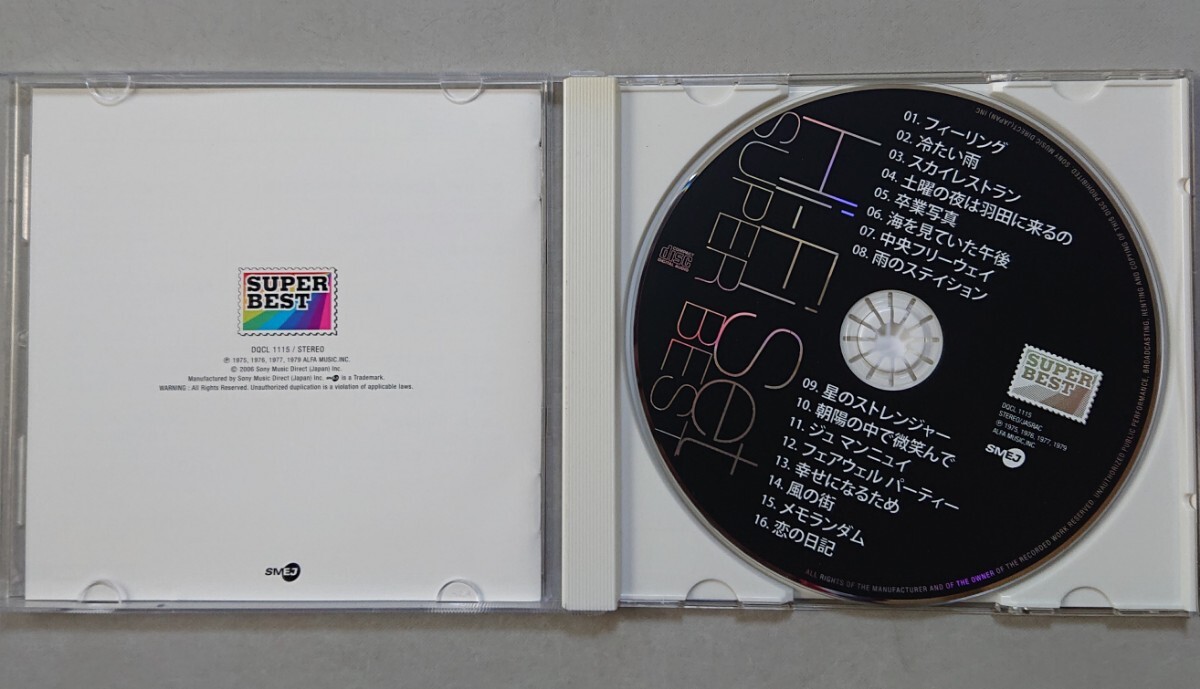 SUPER
BEST
DQCL 1115 / STEREO
℗ 1975, 1976, 1977, 1979 ALFA MUSIC,INC.
© 2006 Sony Music Direct (Japan) Inc.
Manufactured by Sony Music Direct (Japan) Inc. SMEJ is a Trademark.
WARNING : All Rights Reserved. Unauthorized duplication is a violation of applicable laws.
SMEJ
Hi-Fi Set
SUPER BEST
COMPACT
disc
DIGITAL AUDIO
01. フィーリング
02. 冷たい雨
03. スカイレストラン
04. 土曜の夜は羽田に来るの
05. 卒業写真
06. 海を見ていた午後
07. 中央フリーウェイ
08. 雨のステイション
09. 星のストレンジャー
10. 朝陽の中で微笑んで
11. ジュ マンニュイ
12. フェアウェル パーティー
13. 幸せになるため
14. 風の街
15. メモランダム
16. 恋の日記
SUPER
BEST
DQCL 1115
STEREO/JASRAC
℗ 1975, 1976, 1977, 1979
ALFA MUSIC,INC
SMEJ
ALL RIGHTS OF THE MANUFACTURER AND OF THE OWNER OF THE RECORDED WORK RESERVED. UNAUTHORIZED PUBLIC PERFORMANCE, BROADCASTING, RENTING AND COPYING OF THIS DISC PROHIBITED. SONY MUSIC DIRECT(JAPAN) INC.